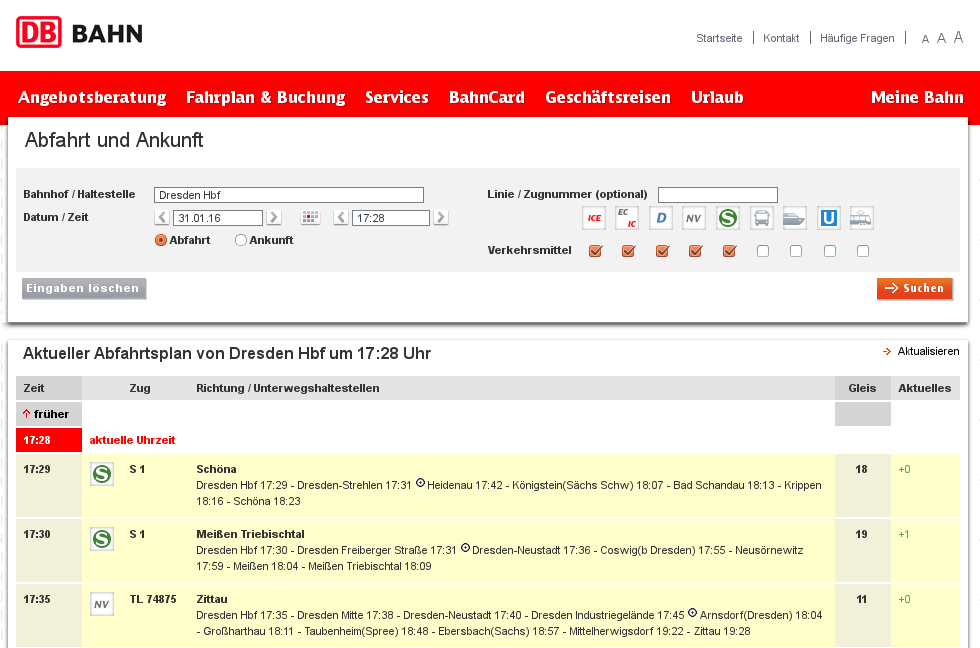 DB BAHN
Startseite | Kontakt | Häufige Fragen | A A A
Angebotsberatung Fahrplan & Buchung Services BahnCard Geschäftsreisen Urlaub Meine Bahn
Abfahrt und Ankunft
Bahnhof / Haltestelle Dresden Hbf Linie / Zugnummer (optional)
Datum / Zeit 31.01.16 17:28 ICE EC IC D NV S U
Abfahrt Ankunft Verkehrsmittel
Eingaben löschen Suchen
Aktueller Abfahrtsplan von Dresden Hbf um 17:28 Uhr Aktualisieren
Zeit Zug Richtung / Unterwegshaltestellen Gleis Aktuelles
früher
17:28 aktuelle Uhrzeit
17:29 S S 1 Schöna 18 +0
Dresden Hbf 17:29 - Dresden-Strehlen 17:31 Heidenau 17:42 - Königstein(Sächs Schw) 18:07 - Bad Schandau 18:13 - Krippen
18:16 - Schöna 18:23
17:30 S S 1 Meißen Triebischtal 19 +1
Dresden Hbf 17:30 - Dresden Freiberger Straße 17:31 Dresden-Neustadt 17:36 - Coswig(b Dresden) 17:55 - Neusörnewitz
17:59 - Meißen 18:04 - Meißen Triebischtal 18:09
17:35 NV TL 74875 Zittau 11 +0
Dresden Hbf 17:35 - Dresden Mitte 17:38 - Dresden-Neustadt 17:40 - Dresden Industriegelände 17:45 Arnsdorf(Dresden) 18:04
- Großharthau 18:11 - Taubenheim(Spree) 18:48 - Ebersbach(Sachs) 18:57 - Mittelherwigsdorf 19:22 - Zittau 19:28